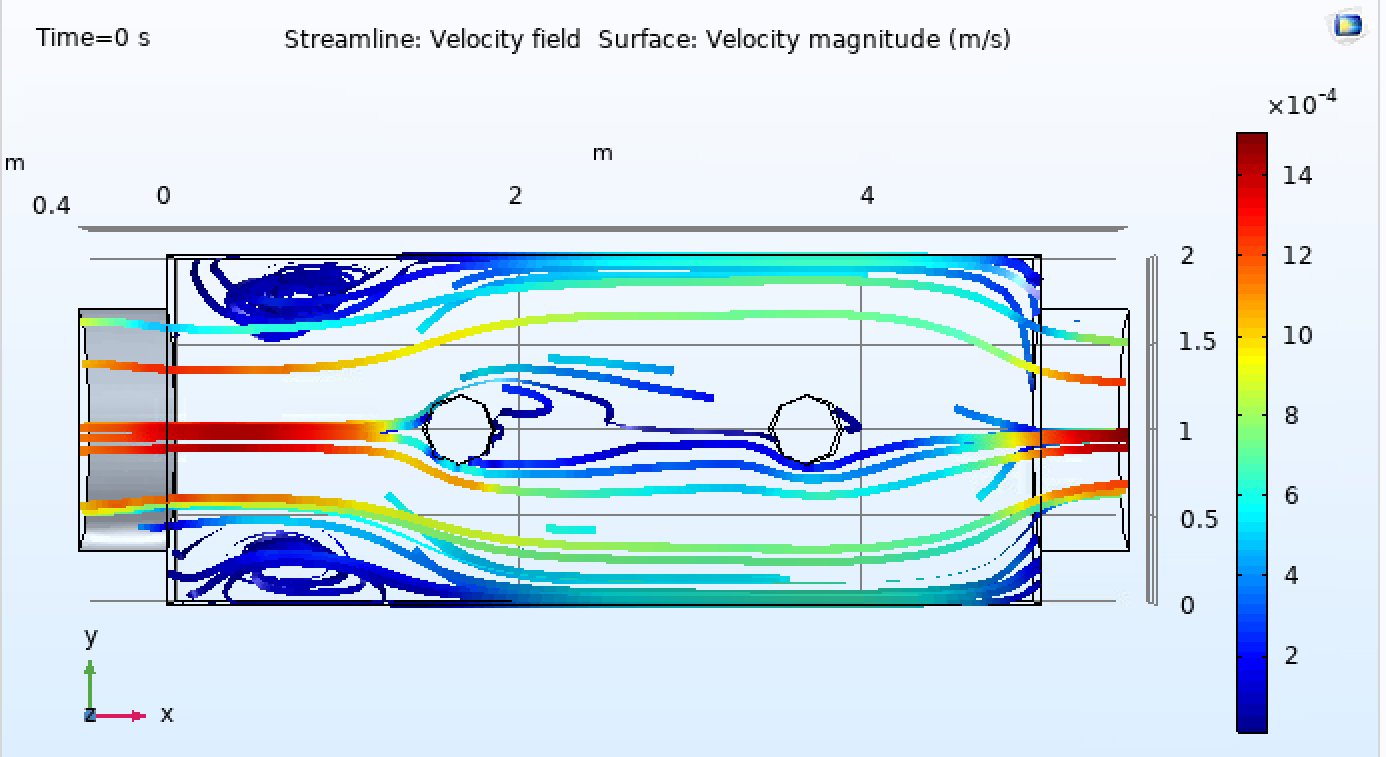 Time=0 s
Streamline: Velocity field Surface: Velocity magnitude (m/s)
×10⁻⁴
m
m
0.4
0
2
4
2
1.5
1
0.5
0
14
12
10
8
6
4
2
y
z
x